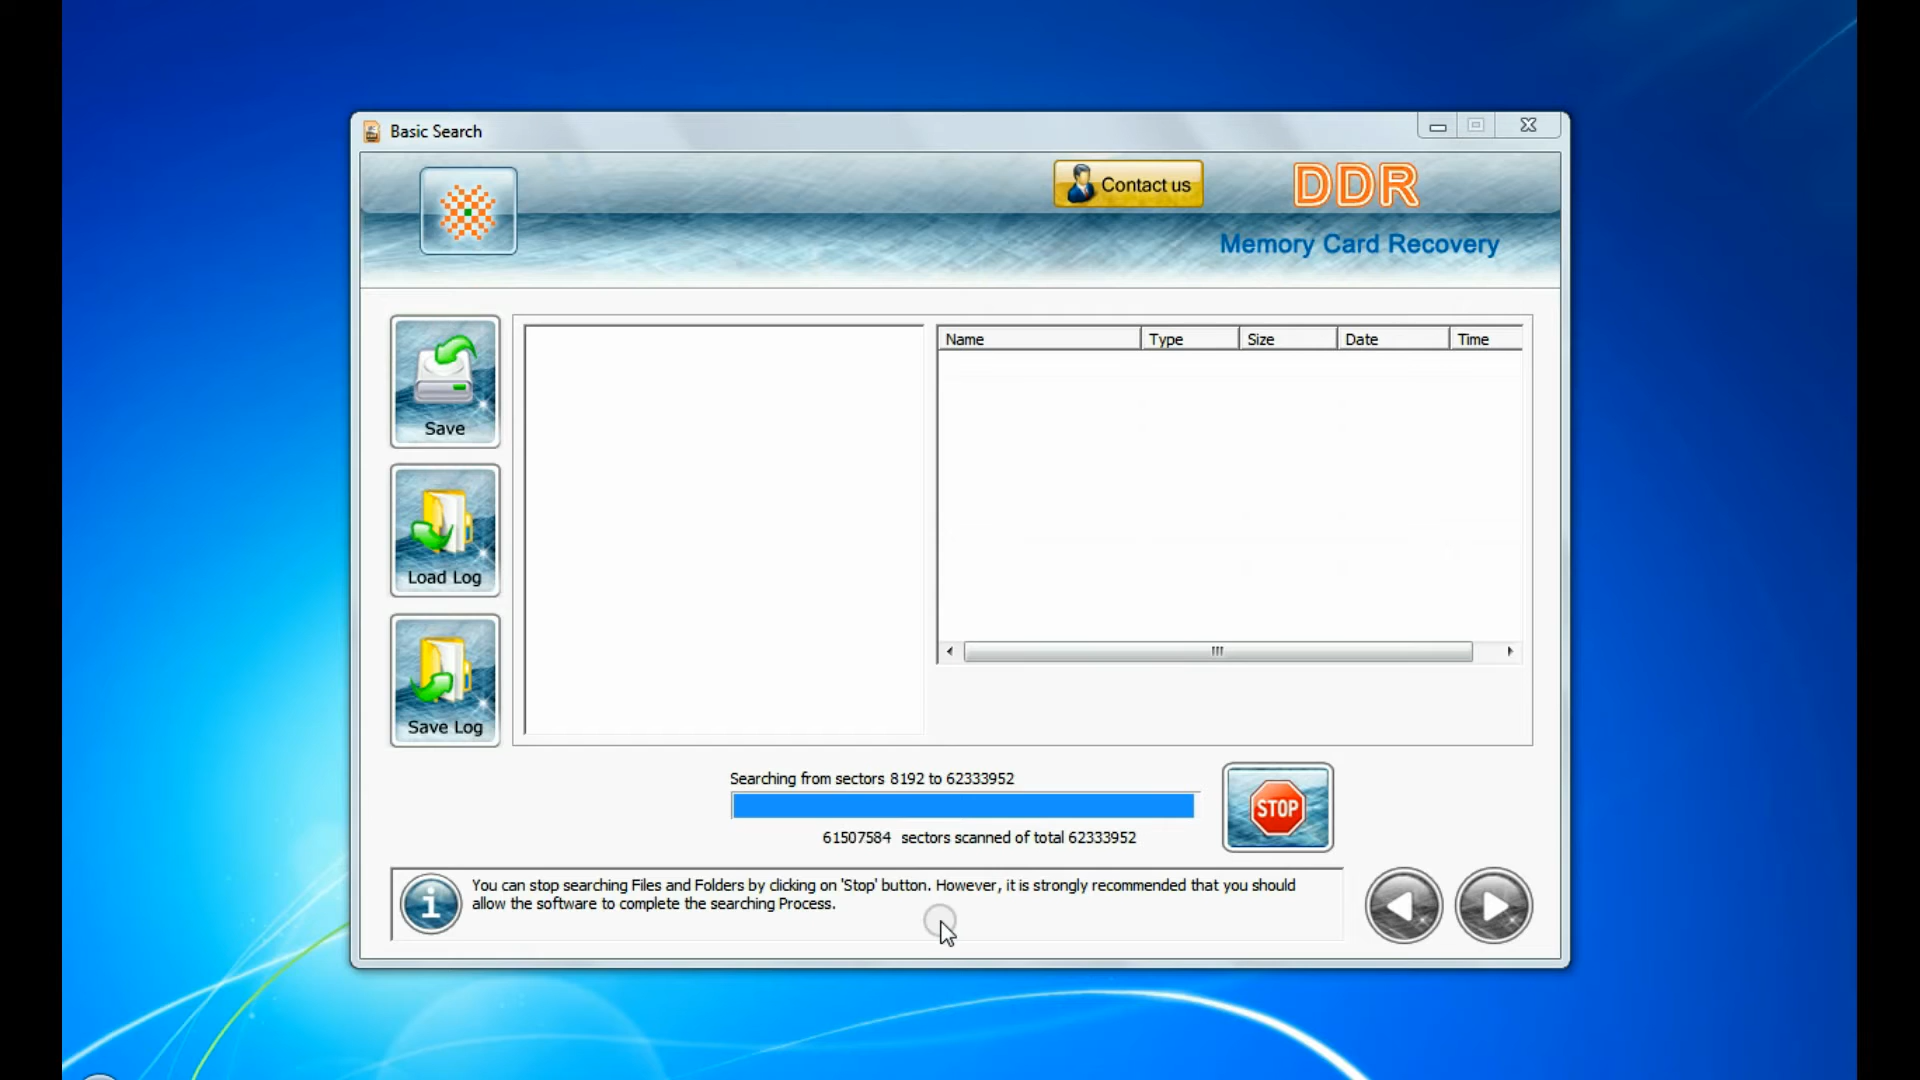 Basic Search
Contact us
DDR
Memory Card Recovery
Save
Load Log
Save Log
Name Type Size Date Time
Searching from sectors 8192 to 62333952
STOP
61507584 sectors scanned of total 62333952
You can stop searching Files and Folders by clicking on 'Stop' button. However, it is strongly recommended that you should
allow the software to complete the searching Process.